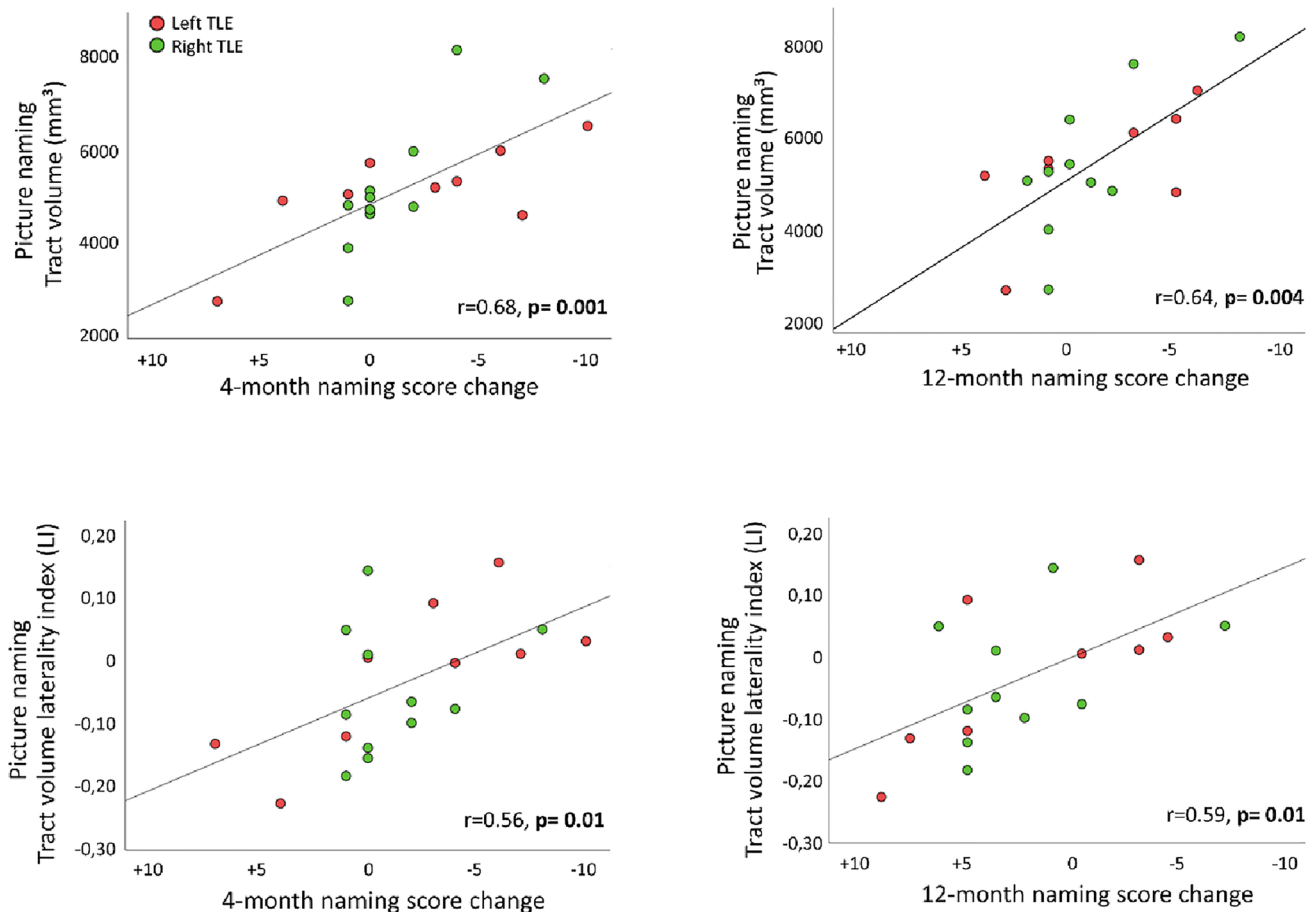 Left TLE
Right TLE
Picture naming
Tract volume (mm³)
8000
6000
4000
2000
r=0.68, p= 0.001
+10
+5
0
-5
-10
4-month naming score change
Picture naming
Tract volume (mm³)
8000
6000
4000
2000
r=0.64, p= 0.004
+10
+5
0
-5
-10
12-month naming score change
Picture naming
Tract volume laterality index (LI)
0,20
0,10
0
-0,10
-0,20
-0,30
r=0.56, p= 0.01
+10
+5
0
-5
-10
4-month naming score change
Picture naming
Tract volume laterality index (LI)
0,20
0,10
0
-0,10
-0,20
-0,30
r=0.59, p= 0.01
+10
+5
0
-5
-10
12-month naming score change